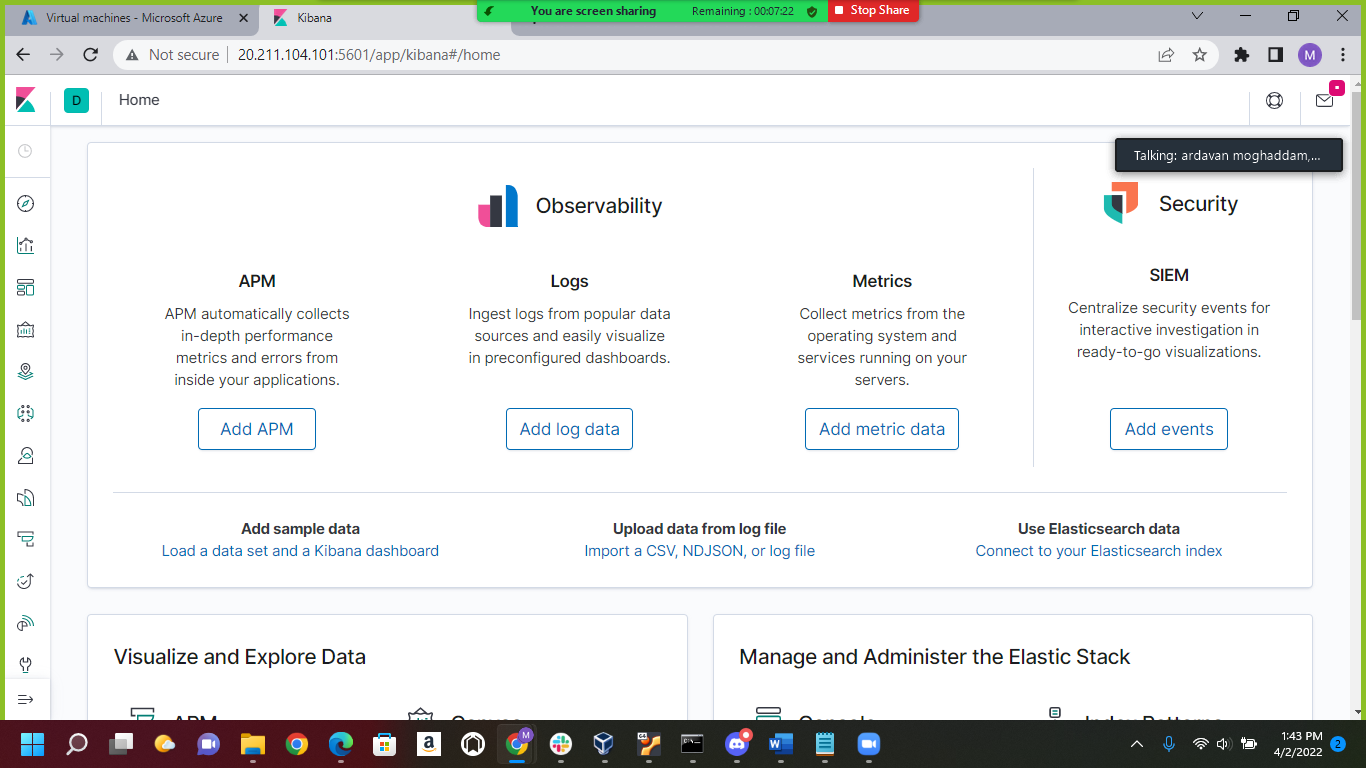 Virtual machines - Microsoft Azure
Kibana
You are screen sharing
Remaining : 00:07:22
Stop Share
Not secure
20.211.104.101:5601/app/kibana#/home
M
D
Home
Talking: ardavan moghaddam,...
Observability
Security
APM
APM automatically collects
in-depth performance
metrics and errors from
inside your applications.
Add APM
Logs
Ingest logs from popular data
sources and easily visualize
in preconfigured dashboards.
Add log data
Metrics
Collect metrics from the
operating system and
services running on your
servers.
Add metric data
SIEM
Centralize security events for
interactive investigation in
ready-to-go visualizations.
Add events
Add sample data
Load a data set and a Kibana dashboard
Upload data from log file
Import a CSV, NDJSON, or log file
Use Elasticsearch data
Connect to your Elasticsearch index
Visualize and Explore Data
APM
Canvas
Manage and Administer the Elastic Stack
Console
Index Patterns
1:43 PM
4/2/2022
2